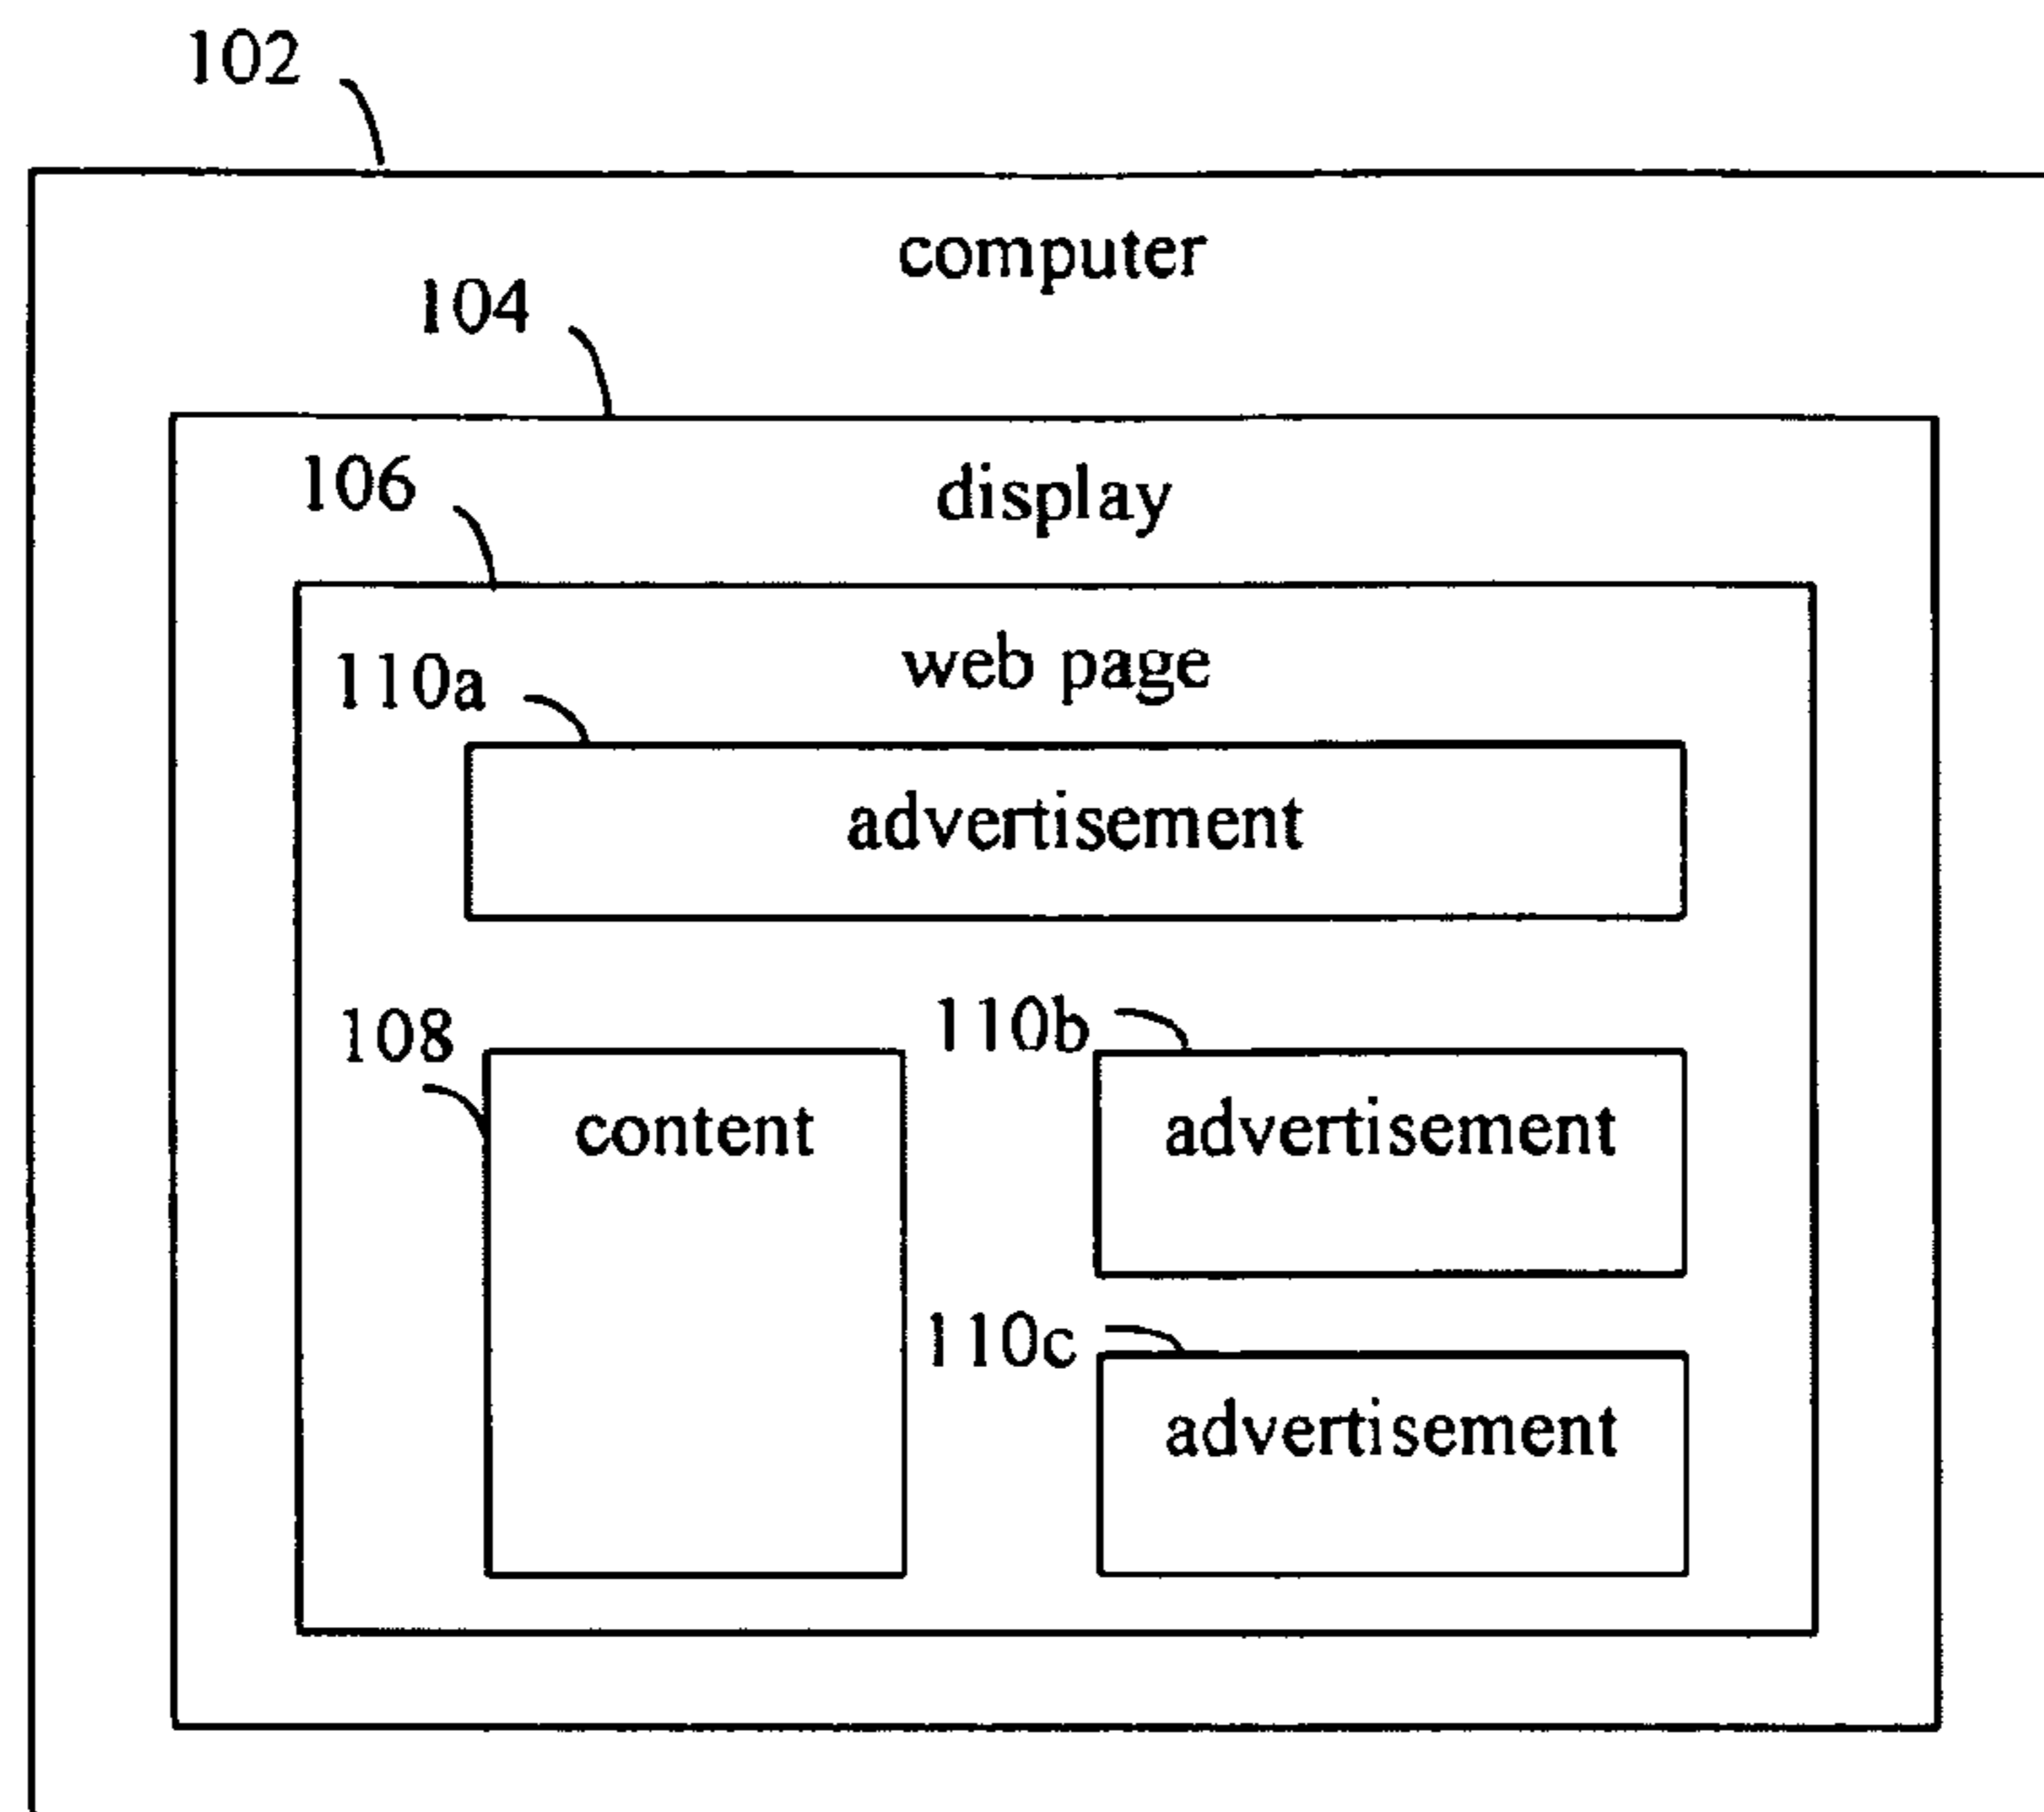 102
computer
104
display
106
web page
110a
advertisement
108
content
110b
advertisement
110c
advertisement